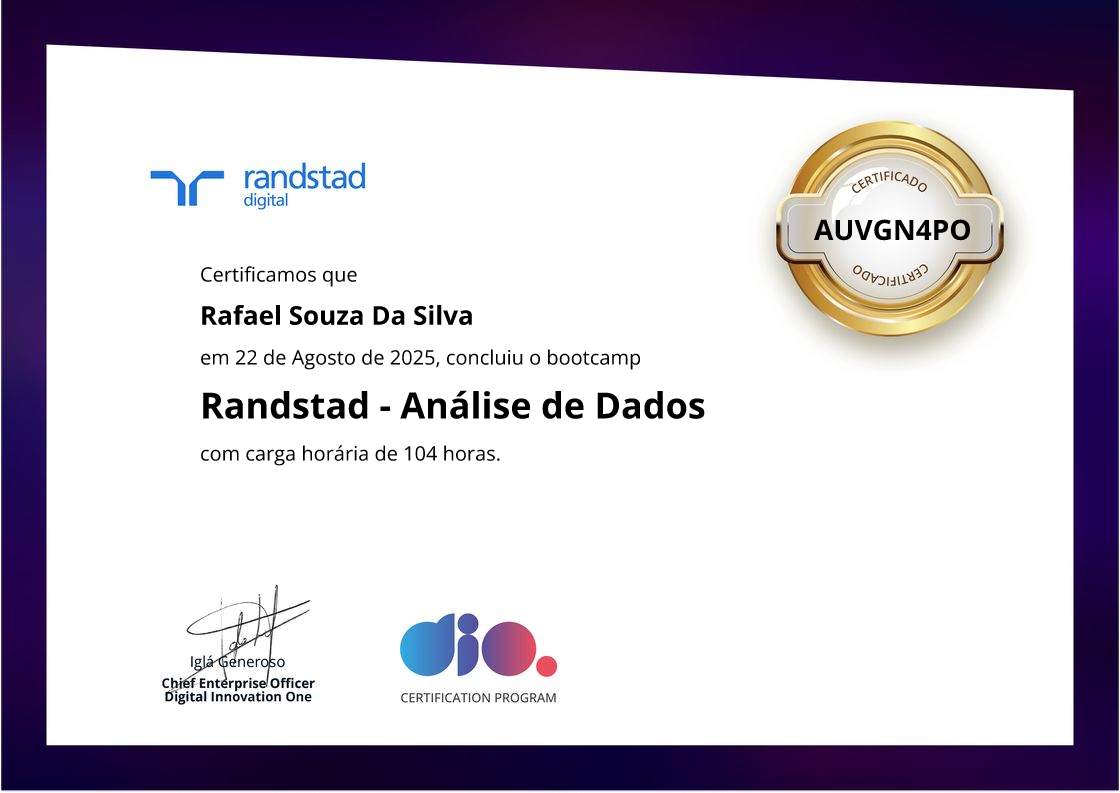 randstad
digital
CERTIFICADO
AUVGN4PO
CERTIFICADO
Certificamos que
Rafael Souza Da Silva
em 22 de Agosto de 2025, concluiu o bootcamp
Randstad - Análise de Dados
com carga horária de 104 horas.
Iglá Generoso
Chief Enterprise Officer
Digital Innovation One
dio.
CERTIFICATION PROGRAM